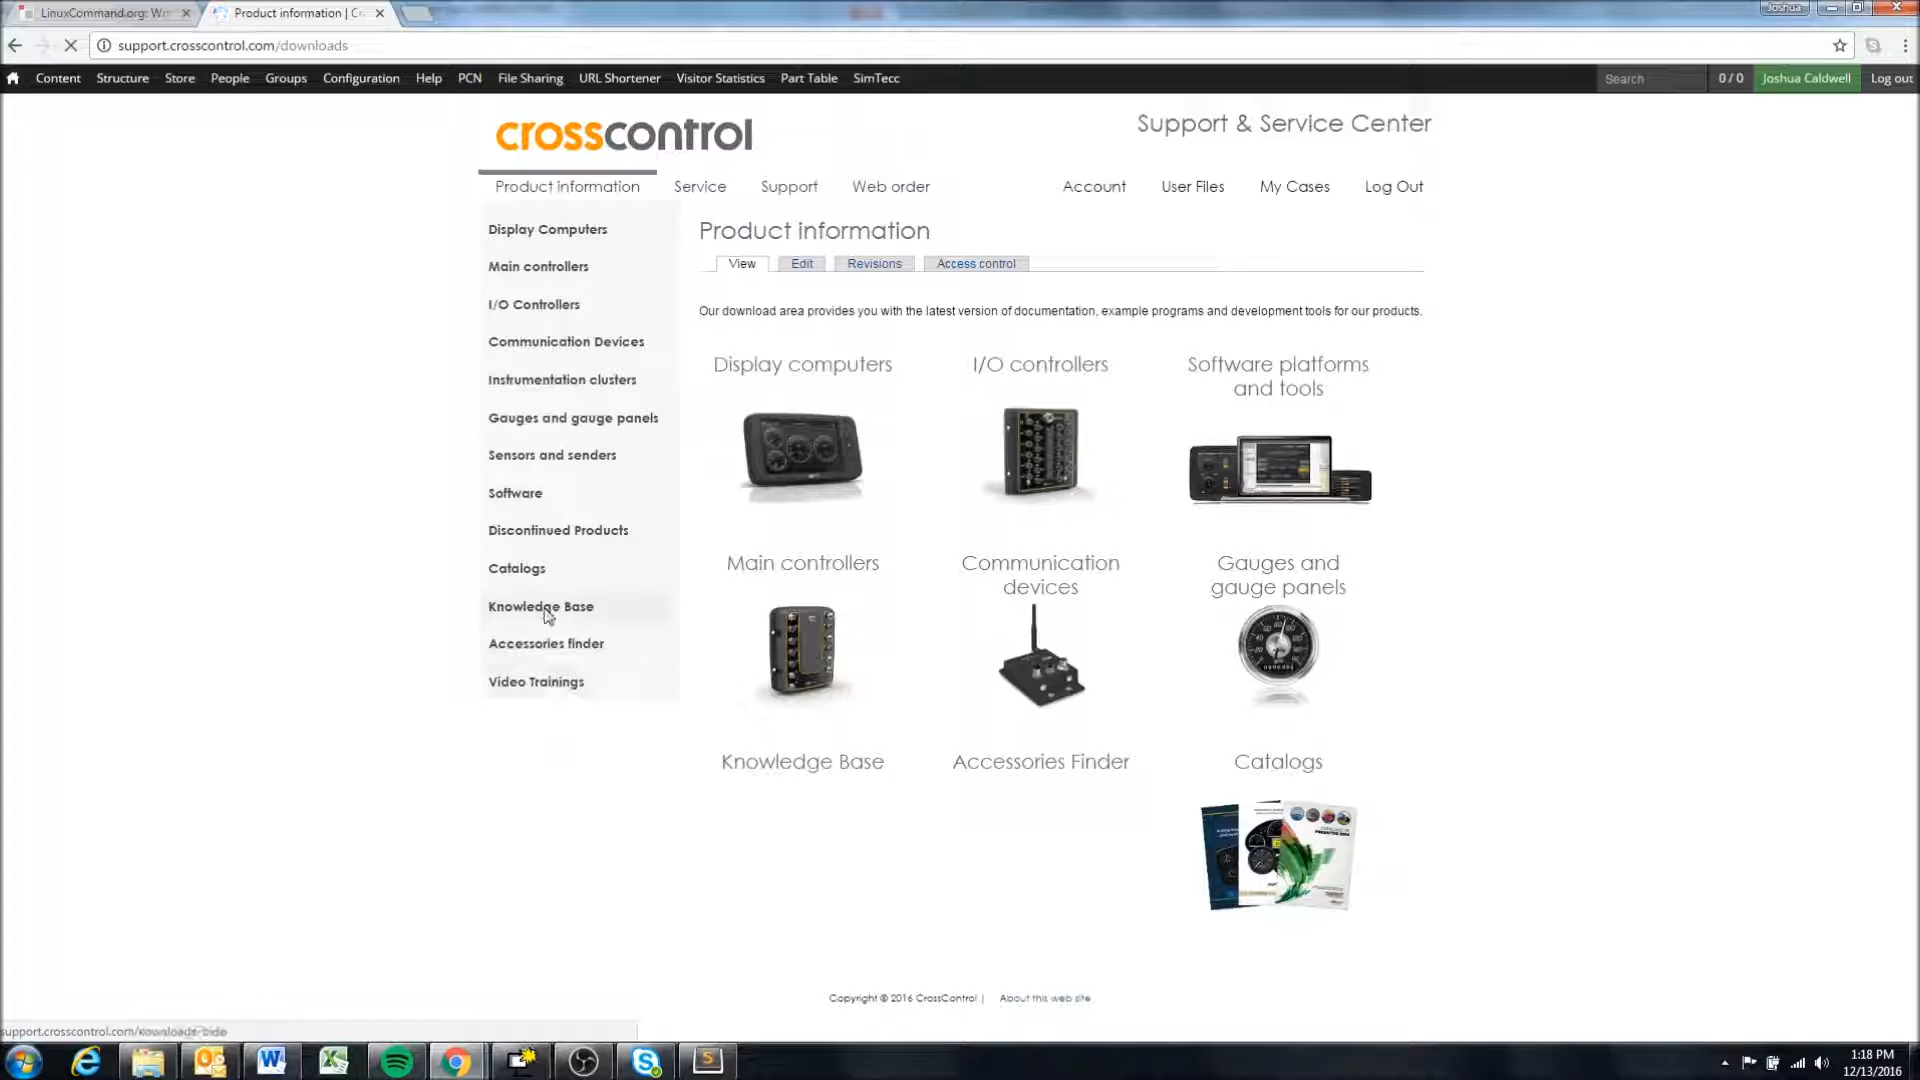 LinuxCommand.org: Wr
Product information | C
Joshua
support.crosscontrol.com/downloads
Content Structure Store People Groups Configuration Help PCN File Sharing URL Shortener Visitor Statistics Part Table SimTecc Search 0 / 0 Joshua Caldwell Log out
crosscontrol
Support & Service Center
Product information Service Support Web order Account User Files My Cases Log Out
Display Computers
Main controllers
I/O Controllers
Communication Devices
Instrumentation clusters
Gauges and gauge panels
Sensors and senders
Software
Discontinued Products
Catalogs
Knowledge Base
Accessories finder
Video Trainings
Product information
View Edit Revisions Access control
Our download area provides you with the latest version of documentation, example programs and development tools for our products.
Display computers
I/O controllers
Software platforms
and tools
Main controllers
Communication
devices
Gauges and
gauge panels
Knowledge Base
Accessories Finder
Catalogs
Copyright © 2016 CrossControl | About this web site
1:18 PM
12/13/2016